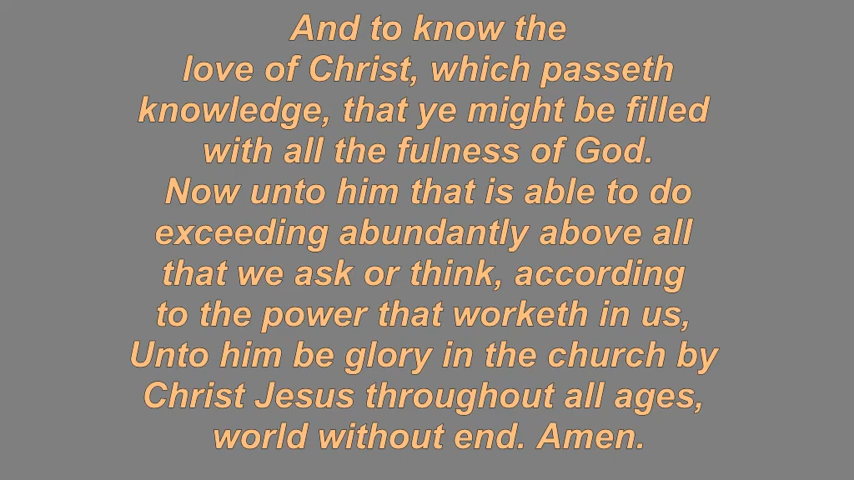 And to know the
love of Christ, which passeth
knowledge, that ye might be filled
with all the fulness of God.
Now unto him that is able to do
exceeding abundantly above all
that we ask or think, according
to the power that worketh in us,
Unto him be glory in the church by
Christ Jesus throughout all ages,
world without end. Amen.